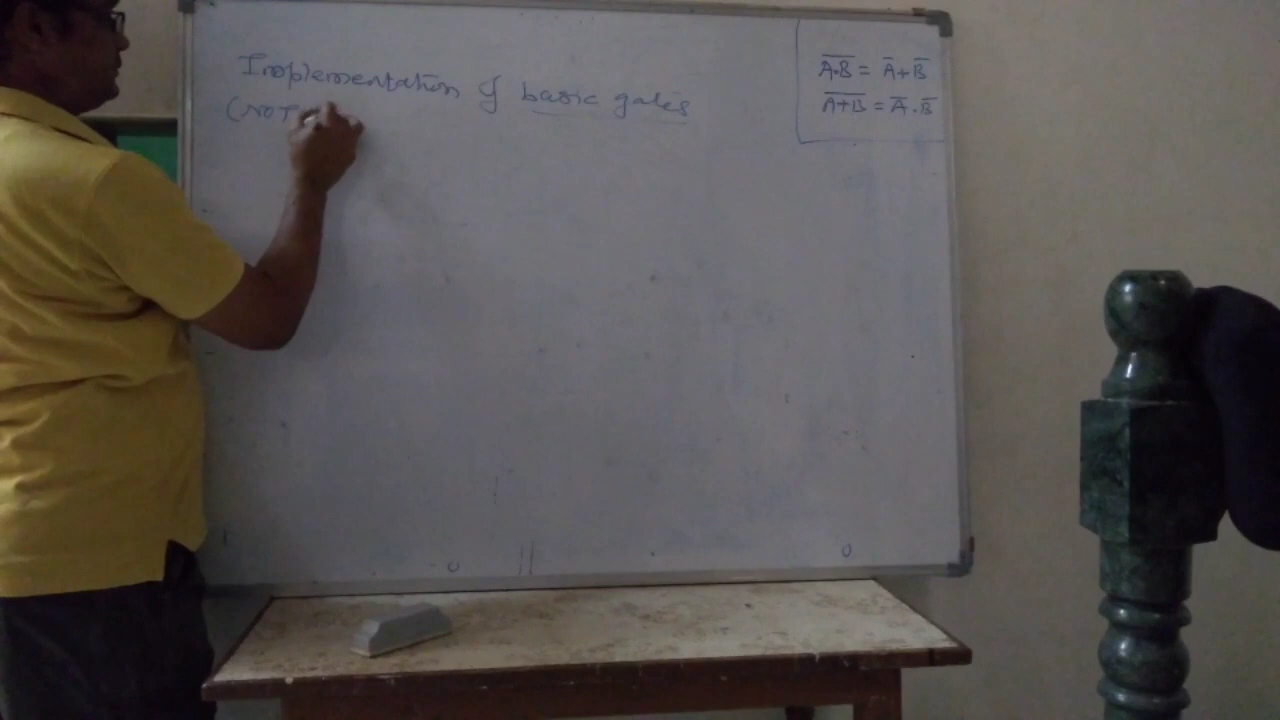 Implementation of basic gates
(NOT
A̅·̅B̅ = A̅ + B̅
A̅+̅B̅ = A̅ . B̅